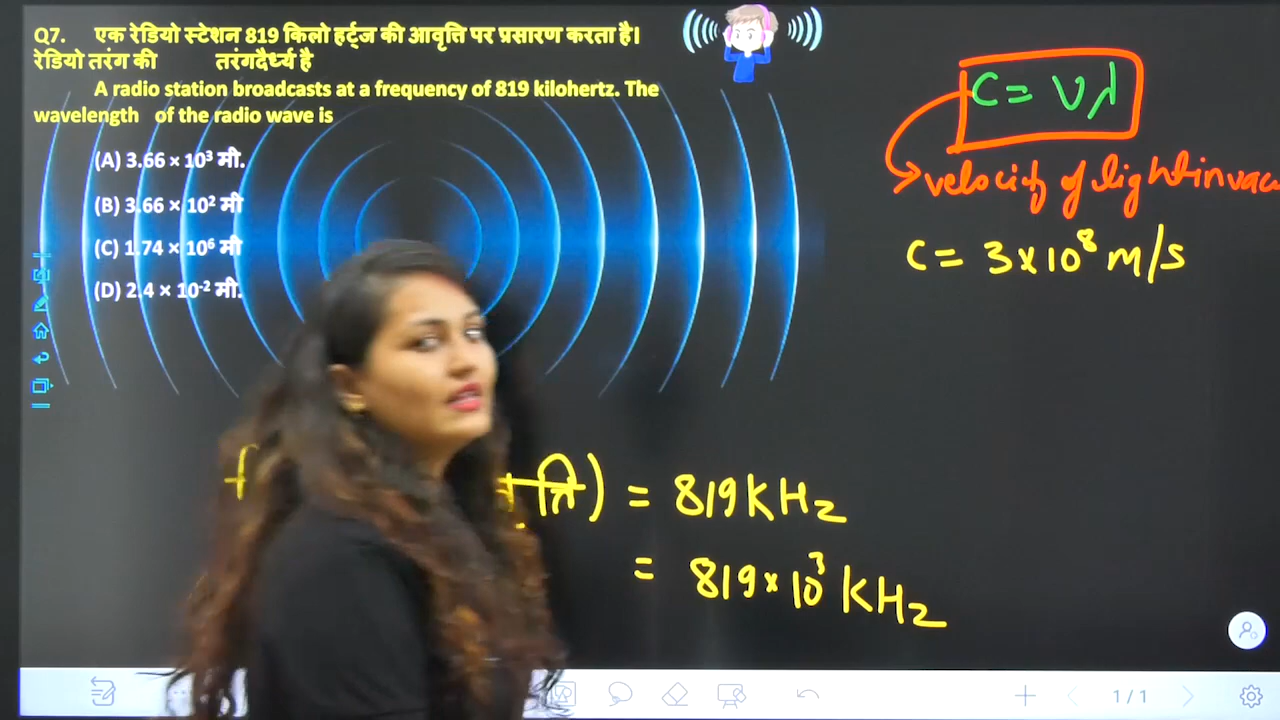 Q7. एक रेडियो स्टेशन 819 किलो हर्ट्ज की आवृत्ति पर प्रसारण करता है।
रेडियो तरंग की तरंगदैर्ध्य है
A radio station broadcasts at a frequency of 819 kilohertz. The
wavelength of the radio wave is
(A) 3.66 × 10³ मी.
(B) 3.66 × 10² मी
(C) 1.74 × 10⁶ मी
(D) 2.4 × 10⁻² मी.
C = νλ
velocity of light in vac
C = 3×10⁸ m/s
त्ति) = 819 KHz
= 819×10³ KHz
1/1